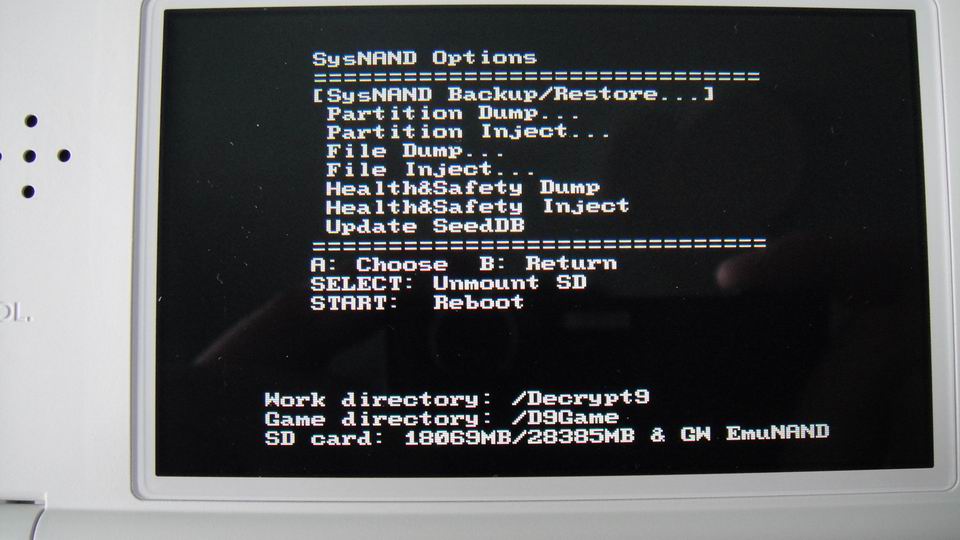 SysNAND Options
==============================
[SysNAND Backup/Restore...]
Partition Dump...
Partition Inject...
File Dump...
File Inject...
Health&Safety Dump
Health&Safety Inject
Update SeedDB
==============================
A: Choose  B: Return
SELECT: Unmount SD
START:  Reboot
Work directory: /Decrypt9
Game directory: /D9Game
SD card: 18069MB/28385MB & GW EmuNAND